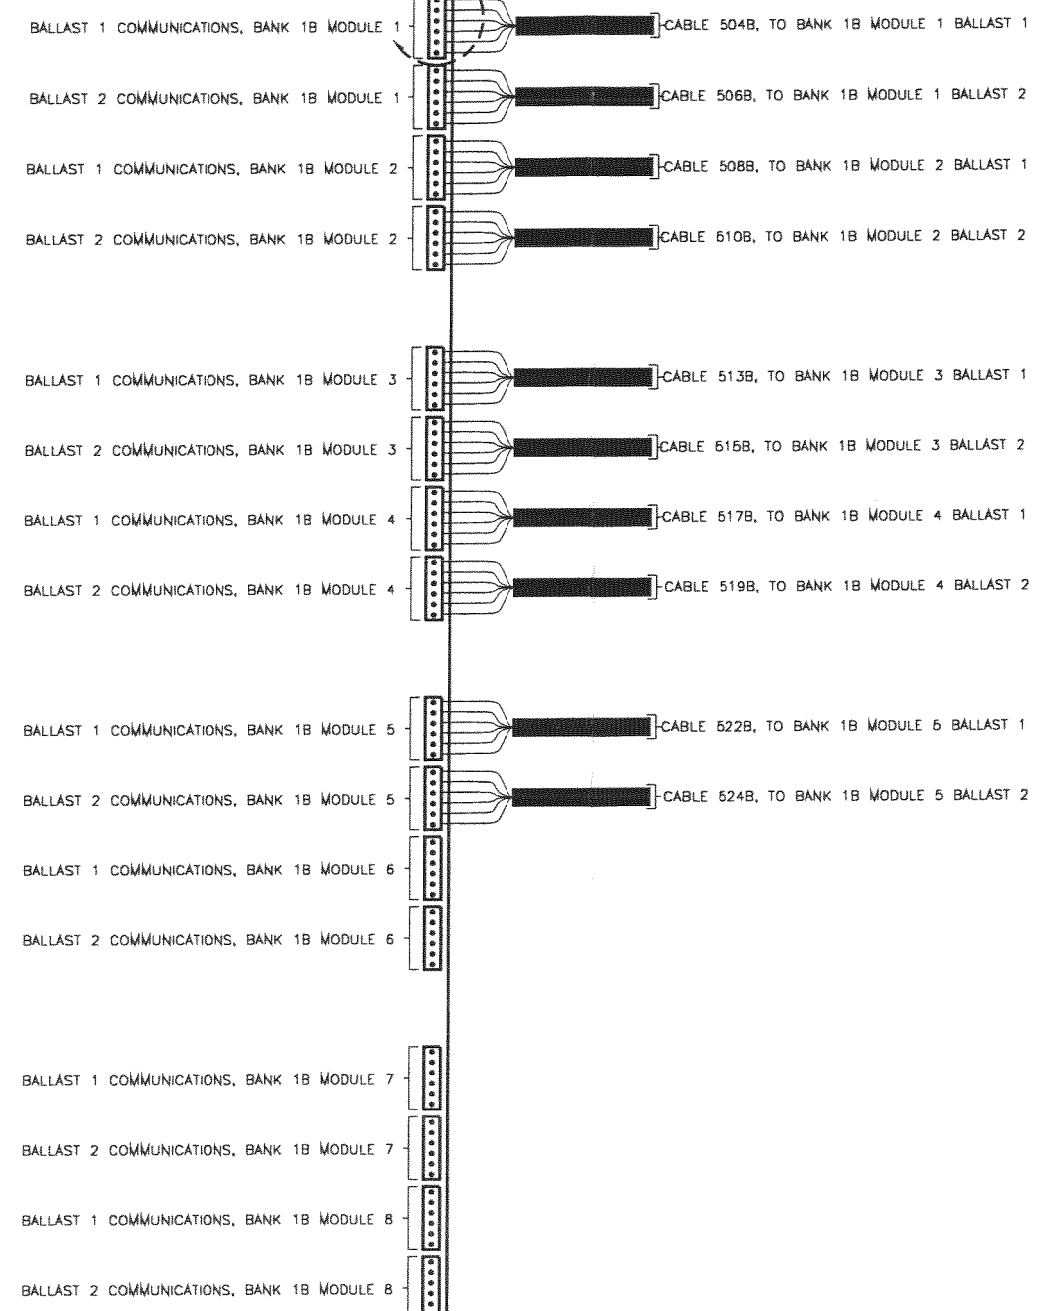 BALLAST 1 COMMUNICATIONS, BANK 1B MODULE 1
CABLE 504B, TO BANK 1B MODULE 1 BALLAST 1
BALLAST 2 COMMUNICATIONS, BANK 1B MODULE 1
CABLE 506B, TO BANK 1B MODULE 1 BALLAST 2
BALLAST 1 COMMUNICATIONS, BANK 1B MODULE 2
CABLE 508B, TO BANK 1B MODULE 2 BALLAST 1
BALLAST 2 COMMUNICATIONS, BANK 1B MODULE 2
CABLE 510B, TO BANK 1B MODULE 2 BALLAST 2
BALLAST 1 COMMUNICATIONS, BANK 1B MODULE 3
CABLE 513B, TO BANK 1B MODULE 3 BALLAST 1
BALLAST 2 COMMUNICATIONS, BANK 1B MODULE 3
CABLE 515B, TO BANK 1B MODULE 3 BALLAST 2
BALLAST 1 COMMUNICATIONS, BANK 1B MODULE 4
CABLE 517B, TO BANK 1B MODULE 4 BALLAST 1
BALLAST 2 COMMUNICATIONS, BANK 1B MODULE 4
CABLE 519B, TO BANK 1B MODULE 4 BALLAST 2
BALLAST 1 COMMUNICATIONS, BANK 1B MODULE 5
CABLE 522B, TO BANK 1B MODULE 5 BALLAST 1
BALLAST 2 COMMUNICATIONS, BANK 1B MODULE 5
CABLE 524B, TO BANK 1B MODULE 5 BALLAST 2
BALLAST 1 COMMUNICATIONS, BANK 1B MODULE 6
BALLAST 2 COMMUNICATIONS, BANK 1B MODULE 6
BALLAST 1 COMMUNICATIONS, BANK 1B MODULE 7
BALLAST 2 COMMUNICATIONS, BANK 1B MODULE 7
BALLAST 1 COMMUNICATIONS, BANK 1B MODULE 8
BALLAST 2 COMMUNICATIONS, BANK 1B MODULE 8